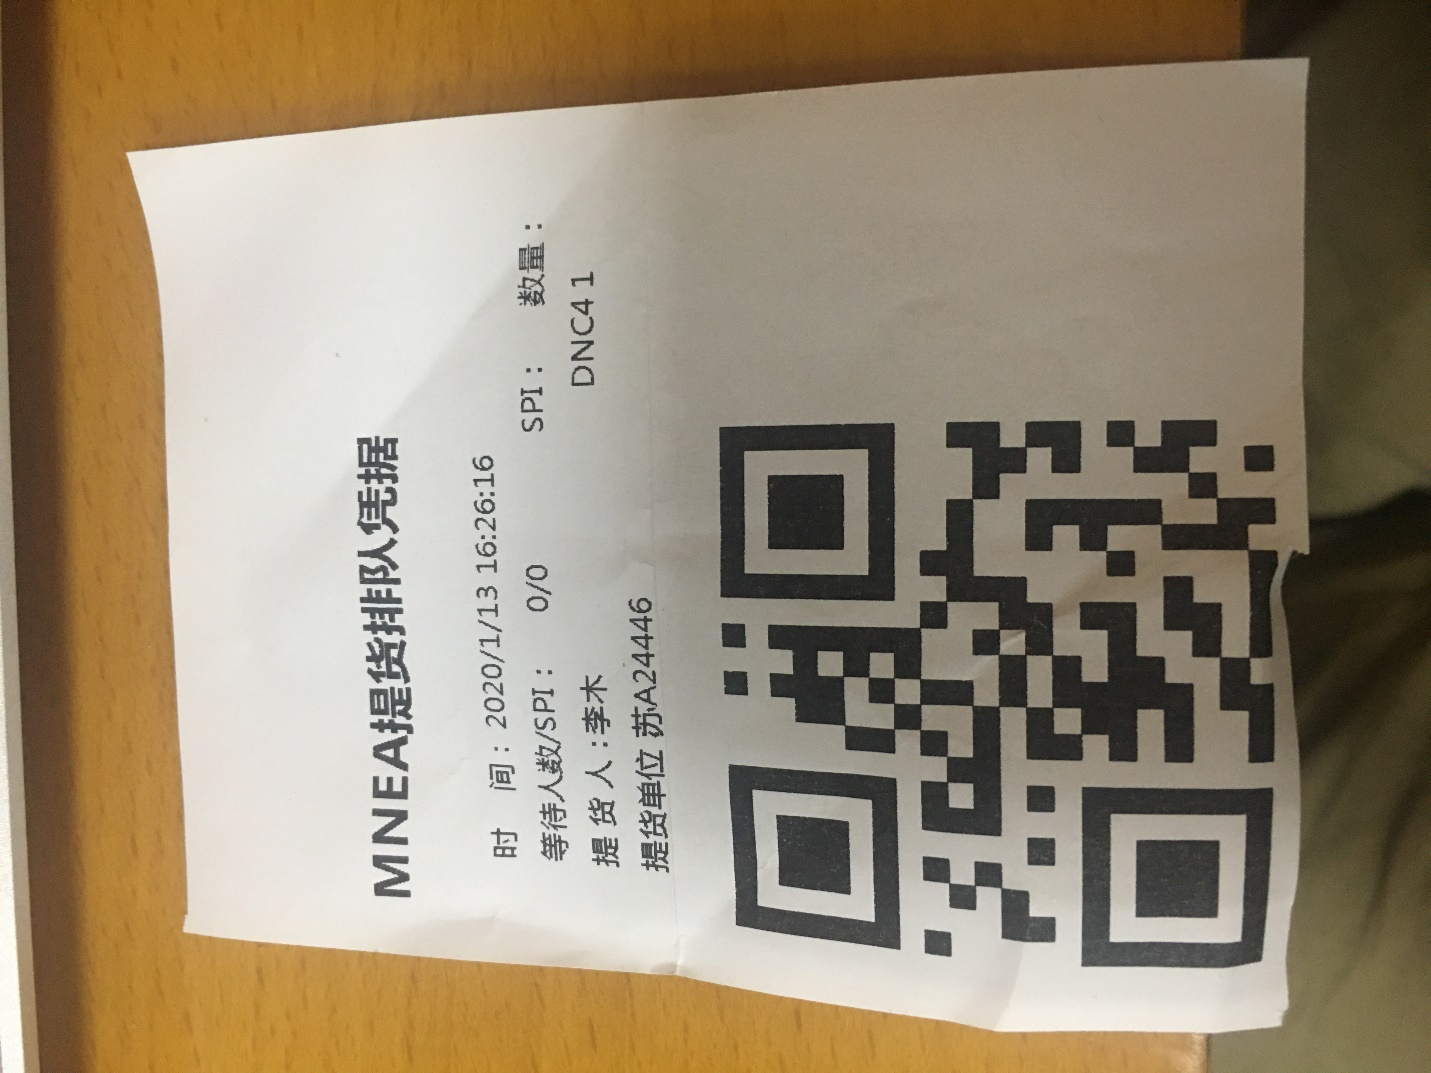 MNEA提货排队凭据
时 间：2020/1/13 16:26:16
等待人数/SPI： 0/0 SPI： 数量：
提 货 人：李木 DNC4 1
提货单位 苏A24446